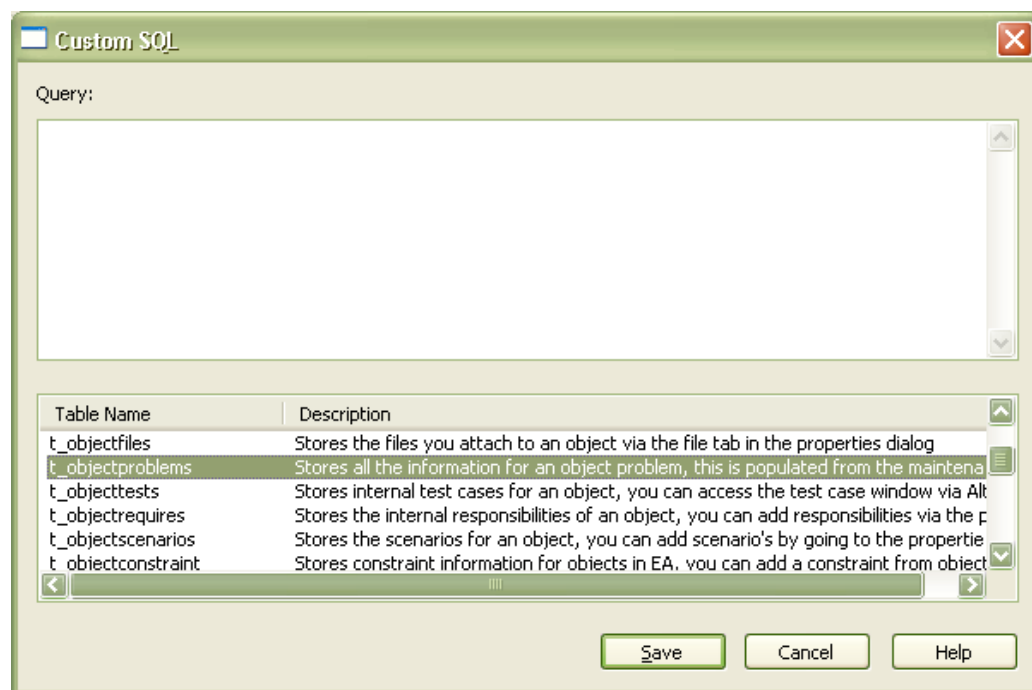 Custom SQL
Query:
Table Name Description
t_objectfiles Stores the files you attach to an object via the file tab in the properties dialog
t_objectproblems Stores all the information for an object problem, this is populated from the maintena
t_objecttests Stores internal test cases for an object, you can access the test case window via Alt
t_objectrequires Stores the internal responsibilities of an object, you can add responsibilities via the p
t_objectscenarios Stores the scenarios for an object, you can add scenario's by going to the propertie
t_objectconstraint Stores constraint information for objects in EA. you can add a constraint from object
Save Cancel Help